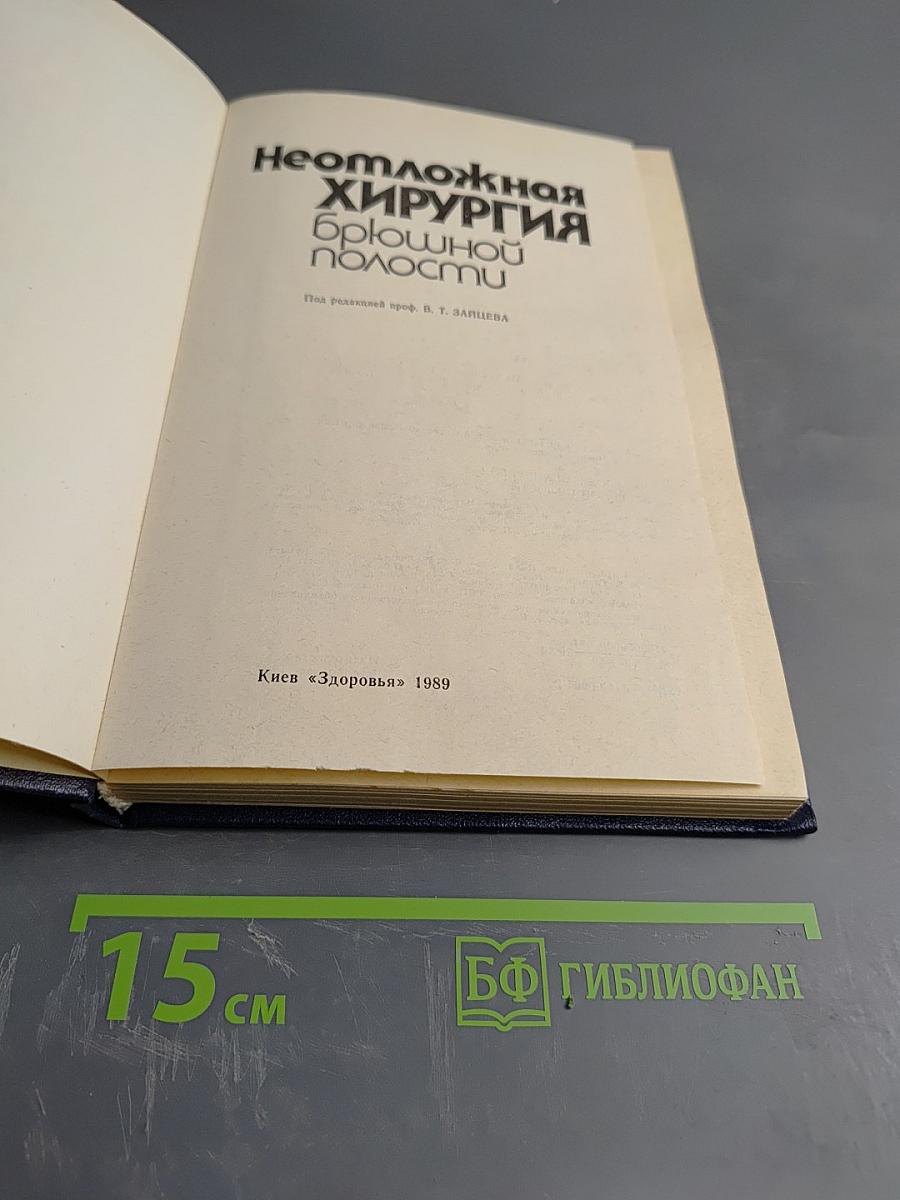 Неотложная
ХИРУРГИЯ
брюшной
полости
Под редакцией проф. В. Т. ЗАЙЦЕВА
Киев «Здоровья» 1989
15 см
БФ ГИБЛИОФАН